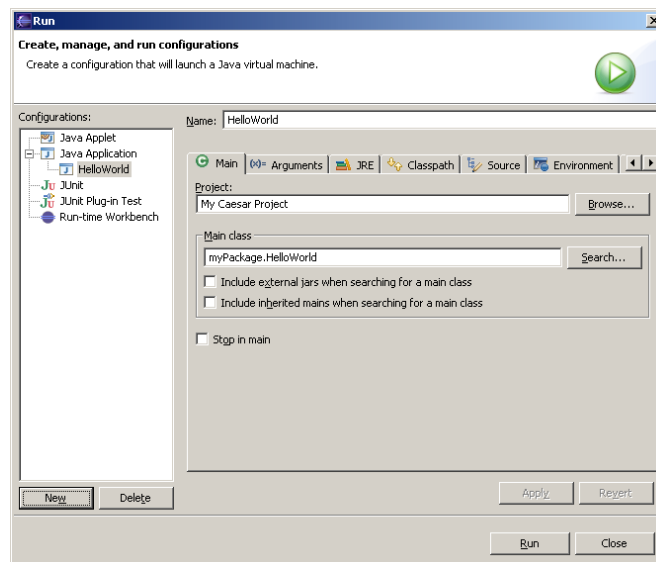 Run
Create, manage, and run configurations
Create a configuration that will launch a Java virtual machine.
Configurations:
Java Applet
Java Application
HelloWorld
JUnit
JUnit Plug-in Test
Run-time Workbench
New
Delete
Name: HelloWorld
Main (x)= Arguments JRE Classpath Source Environment
Project:
My Caesar Project Browse...
Main class
myPackage.HelloWorld Search...
Include external jars when searching for a main class
Include inherited mains when searching for a main class
Stop in main
Apply Revert
Run Close